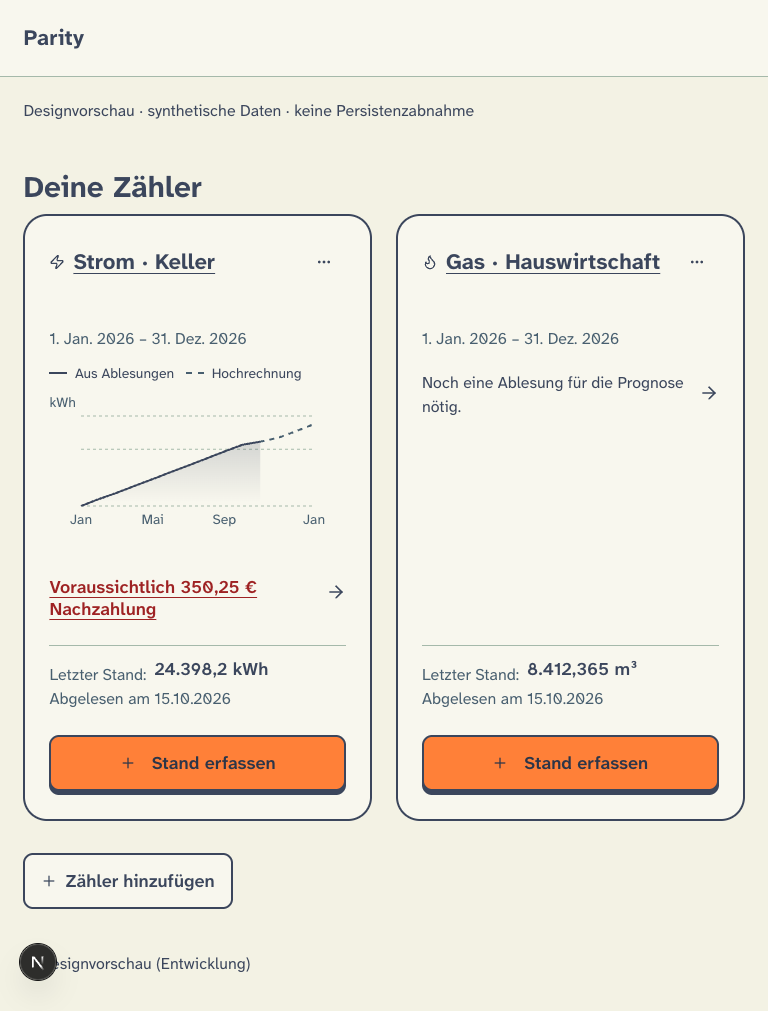 Parity
Designvorschau · synthetische Daten · keine Persistenzabnahme
Deine Zähler
Strom · Keller
1. Jan. 2026 – 31. Dez. 2026
Aus Ablesungen
Hochrechnung
kWh
Jan
Mai
Sep
Jan
Voraussichtlich 350,25 €
Nachzahlung
Letzter Stand: 24.398,2 kWh
Abgelesen am 15.10.2026
+ Stand erfassen
Gas · Hauswirtschaft
1. Jan. 2026 – 31. Dez. 2026
Noch eine Ablesung für die Prognose
nötig.
Letzter Stand: 8.412,365 m³
Abgelesen am 15.10.2026
+ Stand erfassen
+ Zähler hinzufügen
N
esignvorschau (Entwicklung)